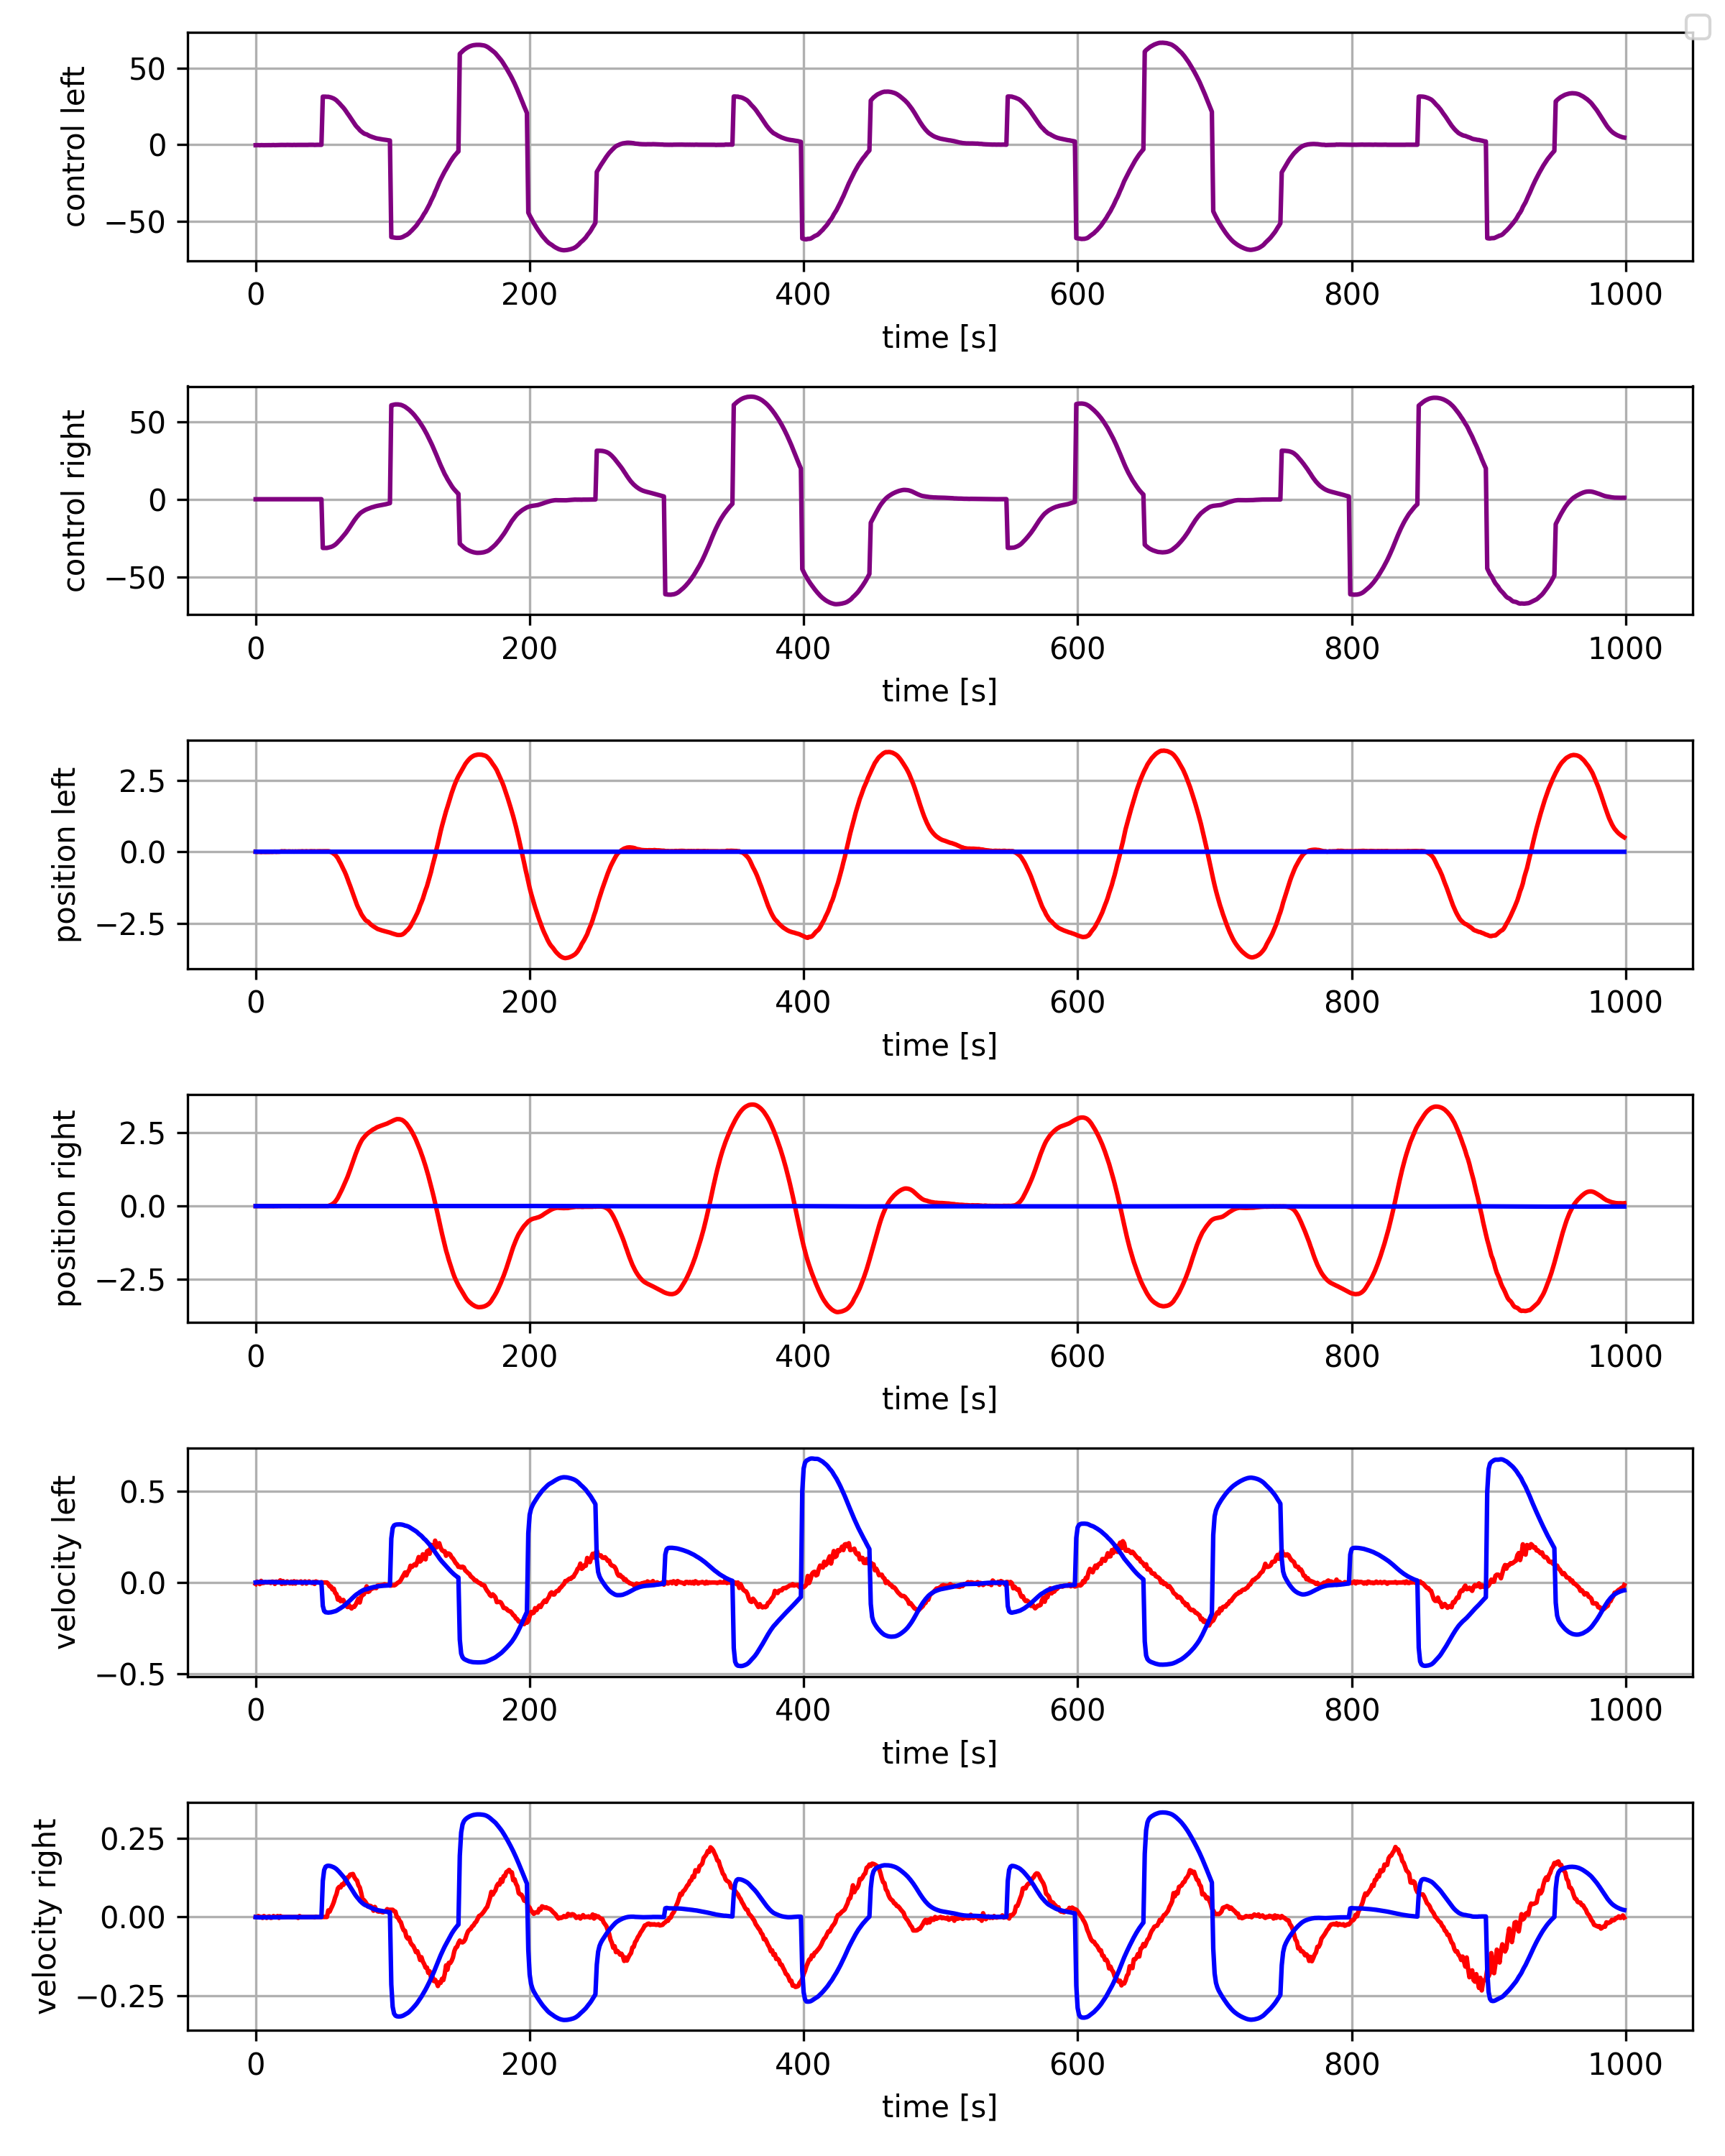 control left
50
0
−50
0 200 400 600 800 1000
time [s]
control right
50
0
−50
0 200 400 600 800 1000
time [s]
position left
2.5
0.0
−2.5
0 200 400 600 800 1000
time [s]
position right
2.5
0.0
−2.5
0 200 400 600 800 1000
time [s]
velocity left
0.5
0.0
−0.5
0 200 400 600 800 1000
time [s]
velocity right
0.25
0.00
−0.25
0 200 400 600 800 1000
time [s]